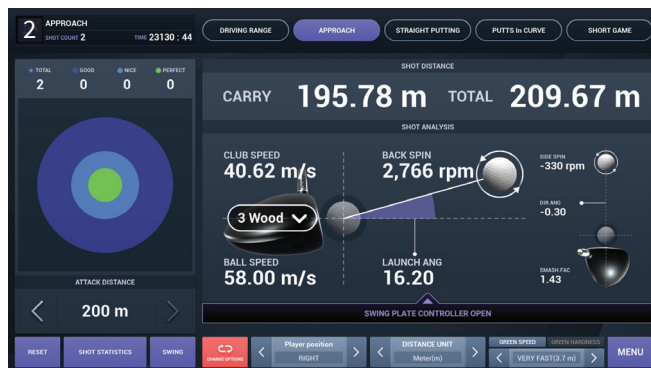 2
APPROACH
SHOT COUNT 2
TIME 23130 : 44
DRIVING RANGE
APPROACH
STRAIGHT PUTTING
PUTTS In CURVE
SHORT GAME
TOTAL
2
GOOD
0
NICE
0
PERFECT
0
ATTACK DISTANCE
200 m
SHOT DISTANCE
CARRY 195.78 m TOTAL 209.67 m
SHOT ANALYSIS
CLUB SPEED
40.62 m/s
BACK SPIN
2,766 rpm
SIDE SPIN
-330 rpm
3 Wood
DIR ANG
-0.30
BALL SPEED
58.00 m/s
LAUNCH ANG
16.20
SMASH FAC
1.43
SWING PLATE CONTROLLER OPEN
RESET
SHOT STATISTICS
SWING
CHANGE OPTIONS
Player position
RIGHT
DISTANCE UNIT
Meter(m)
GREEN SPEED
GREEN HARDNESS
VERY FAST(3.7 m)
MENU